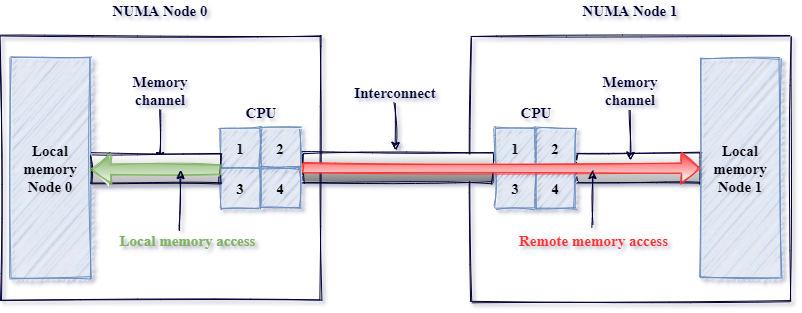 NUMA Node 0
NUMA Node 1
Memory
channel
Interconnect
Memory
channel
CPU
CPU
Local
memory
Node 0
1 2
3 4
1 2
3 4
Local
memory
Node 1
Local memory access
Remote memory access